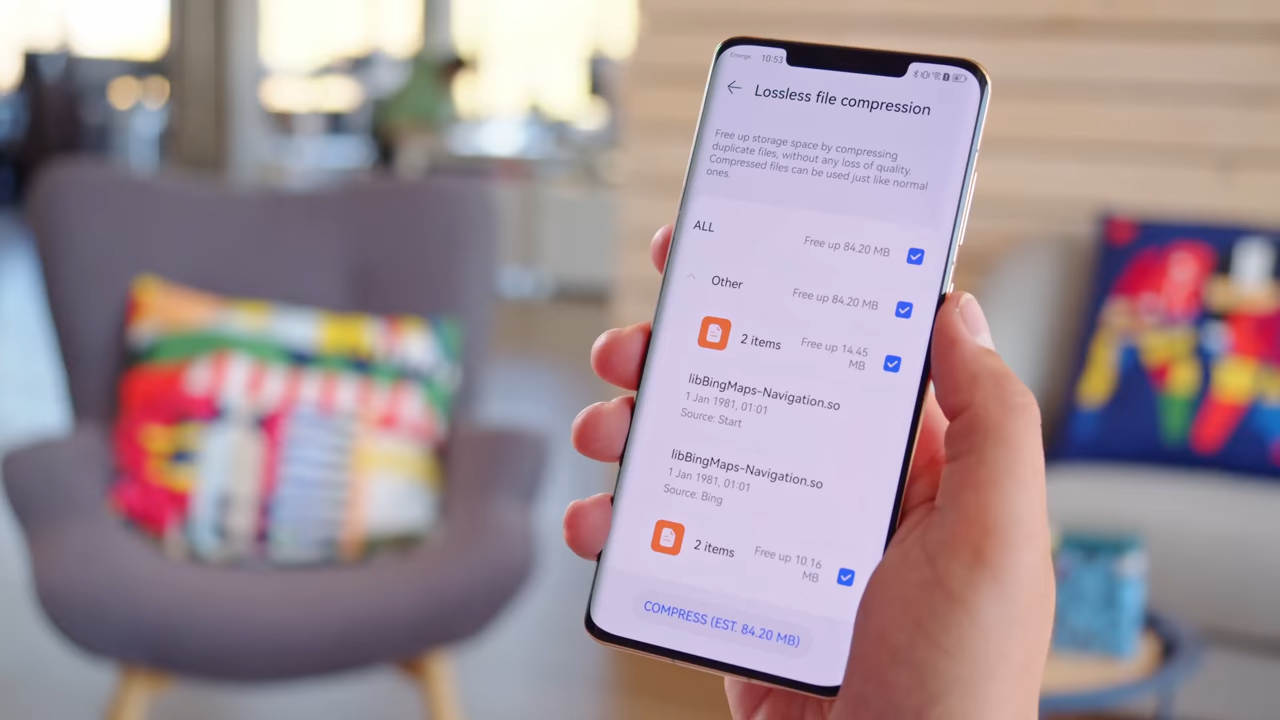 10:53
Lossless file compression
Free up storage space by compressing
duplicate files, without any loss of quality.
Compressed files can be used just like normal
ones.
ALL
Free up 84.20 MB
Other
Free up 84.20 MB
2 items
Free up 14.45
MB
libBingMaps-Navigation.so
1 Jan 1981, 01:01
Source: Start
libBingMaps-Navigation.so
1 Jan 1981, 01:01
Source: Bing
2 items
Free up 10.16
MB
COMPRESS (EST. 84.20 MB)